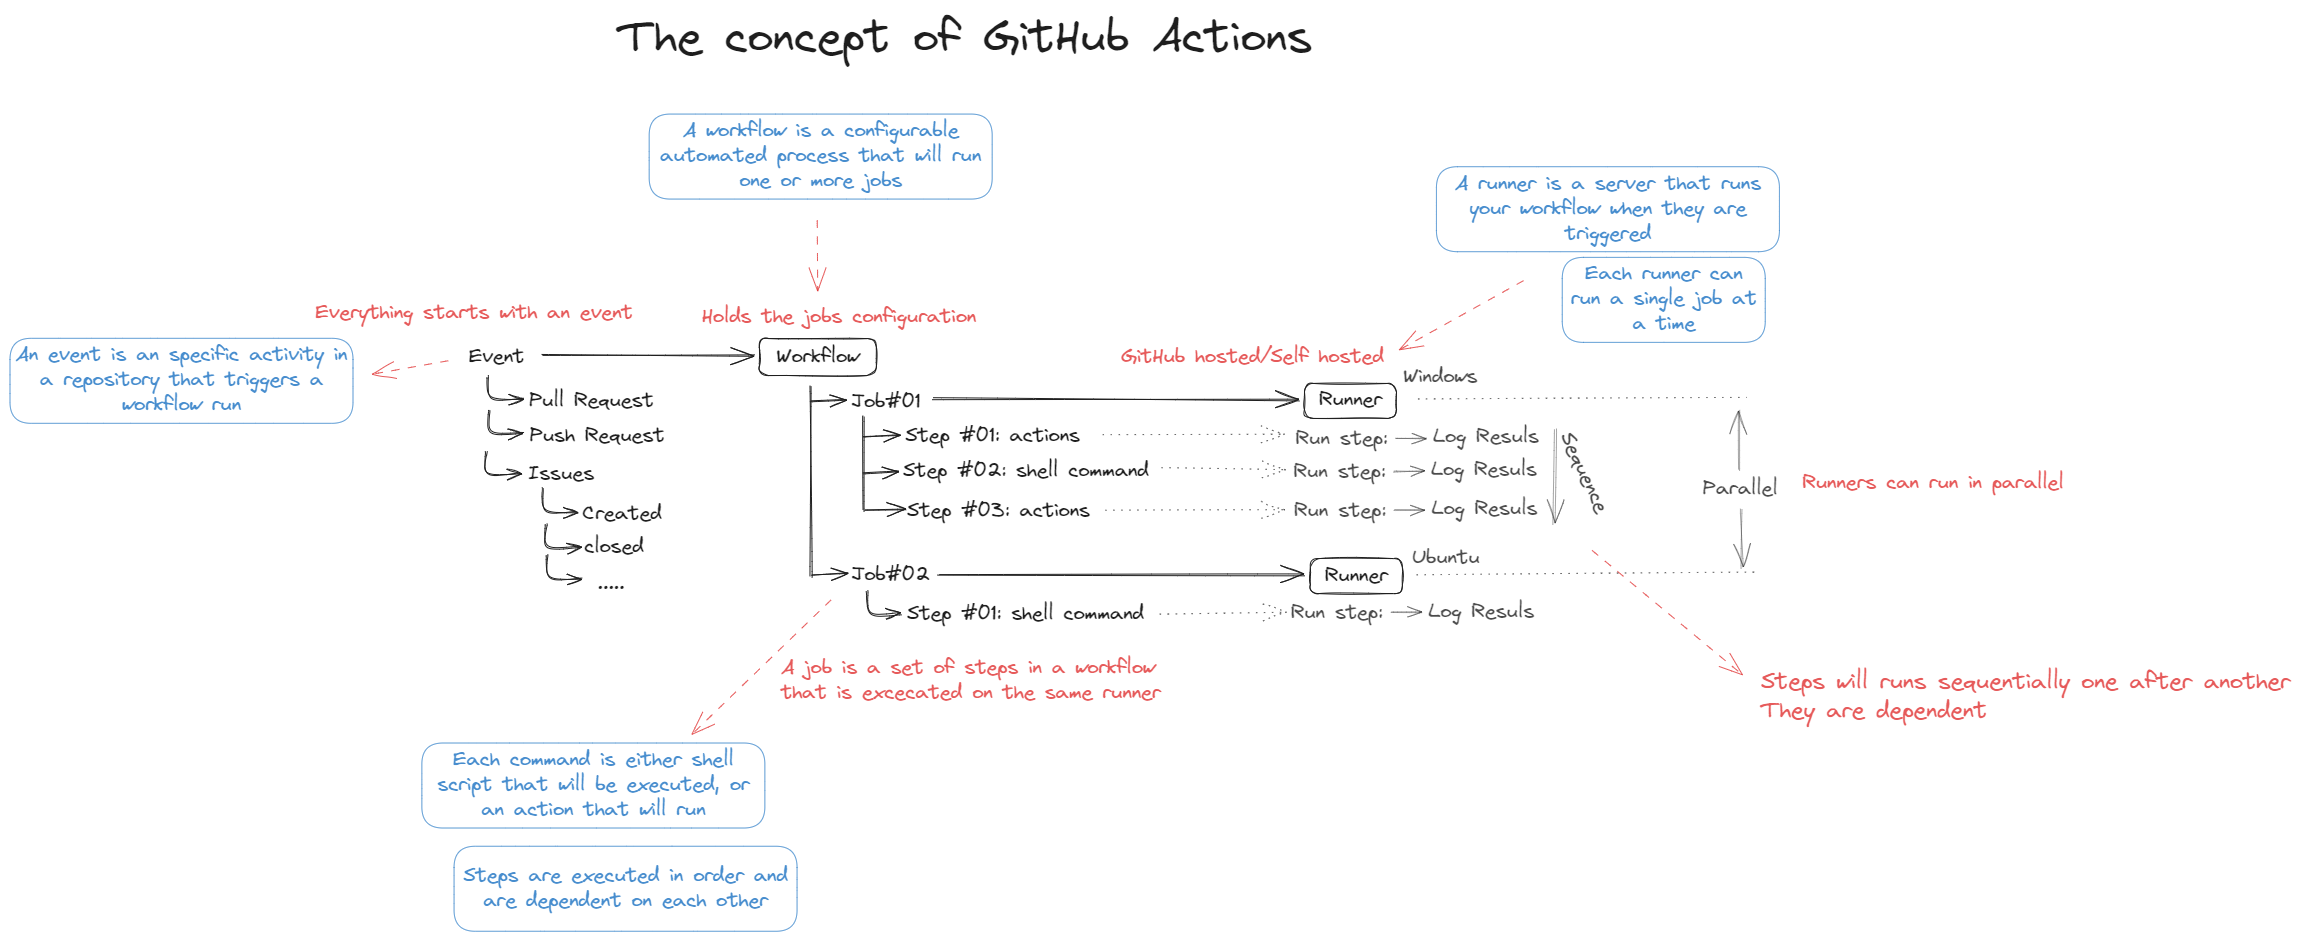 The concept of GitHub Actions
A workflow is a configurable
automated process that will run
one or more jobs
A runner is a server that runs
your workflow when they are
triggered
Each runner can
run a single job at
a time
Everything starts with an event
Holds the jobs configuration
An event is an specific activity in
a repository that triggers a
workflow run
Event
Workflow
GitHub hosted/Self hosted
Windows
Pull Request
Push Request
Issues
Created
closed
.....
Job#01
Runner
Step #01: actions
Run step:
Log Resuls
Step #02: shell command
Run step:
Log Resuls
Step #03: actions
Run step:
Log Resuls
Sequence
Parallel
Runners can run in parallel
Job#02
Runner
Ubuntu
Step #01: shell command
Run step:
Log Resuls
A job is a set of steps in a workflow
that is excecated on the same runner
Steps will runs sequentially one after another
They are dependent
Each command is either shell
script that will be executed, or
an action that will run
Steps are executed in order and
are dependent on each other